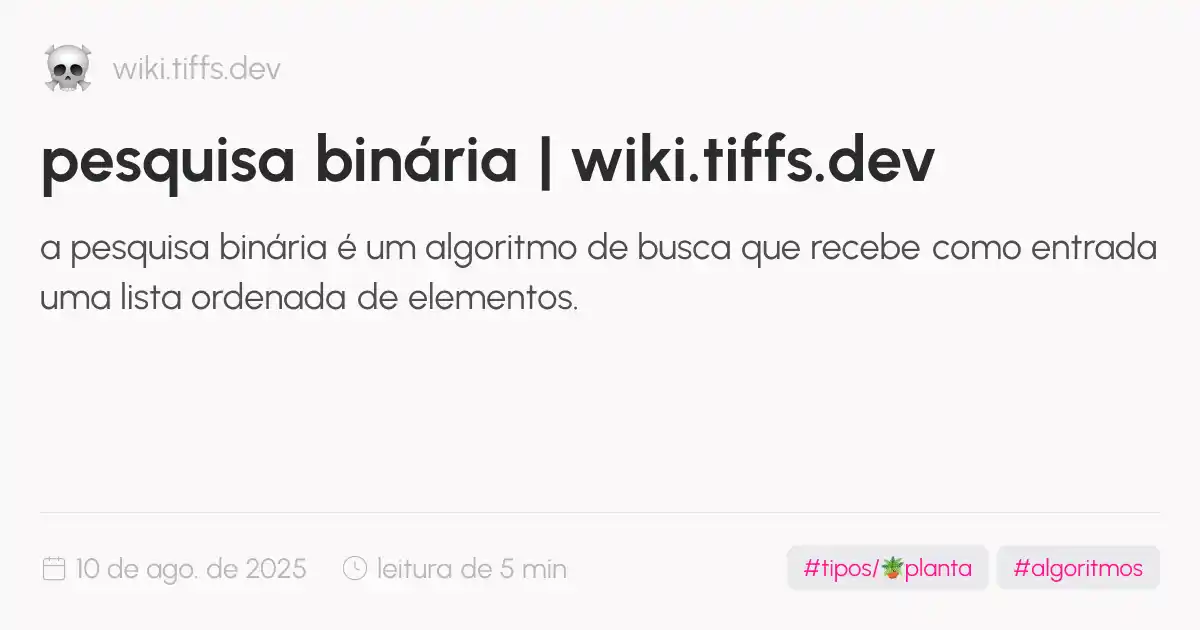 wiki.tiffs.dev
pesquisa binária | wiki.tiffs.dev
a pesquisa binária é um algoritmo de busca que recebe como entrada
uma lista ordenada de elementos.
10 de ago. de 2025 leitura de 5 min #tipos/🪴planta #algoritmos